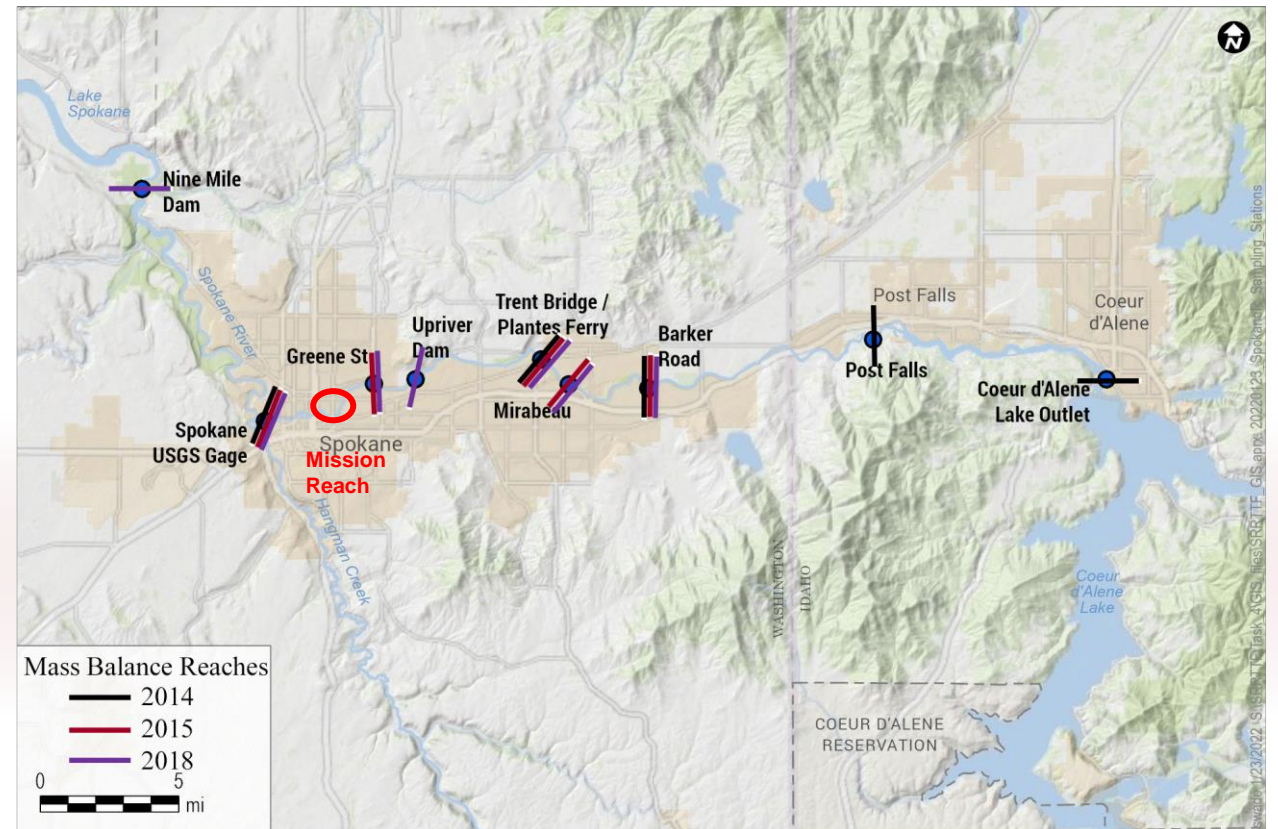 N
Lake
Spokane
Nine Mile
Dam
Spokane River
Trent Bridge /
Plantes Ferry
Upriver
Dam
Greene St
Barker
Road
Mirabeau
Post Falls
Post Falls
Coeur
d'Alene
Coeur d'Alene
Lake Outlet
Spokane
USGS Gage
Spokane
Mission
Reach
Hangman Creek
WASHINGTON
IDAHO
Coeur
d'Alene
Lake
COEUR D'ALENE
RESERVATION
Mass Balance Reaches
2014
2015
2018
0 5
mi